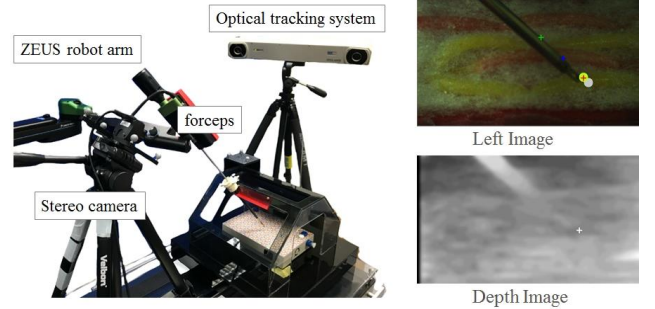 Optical tracking system
ZEUS robot arm
forceps
Stereo camera
Velbon
Left Image
Depth Image